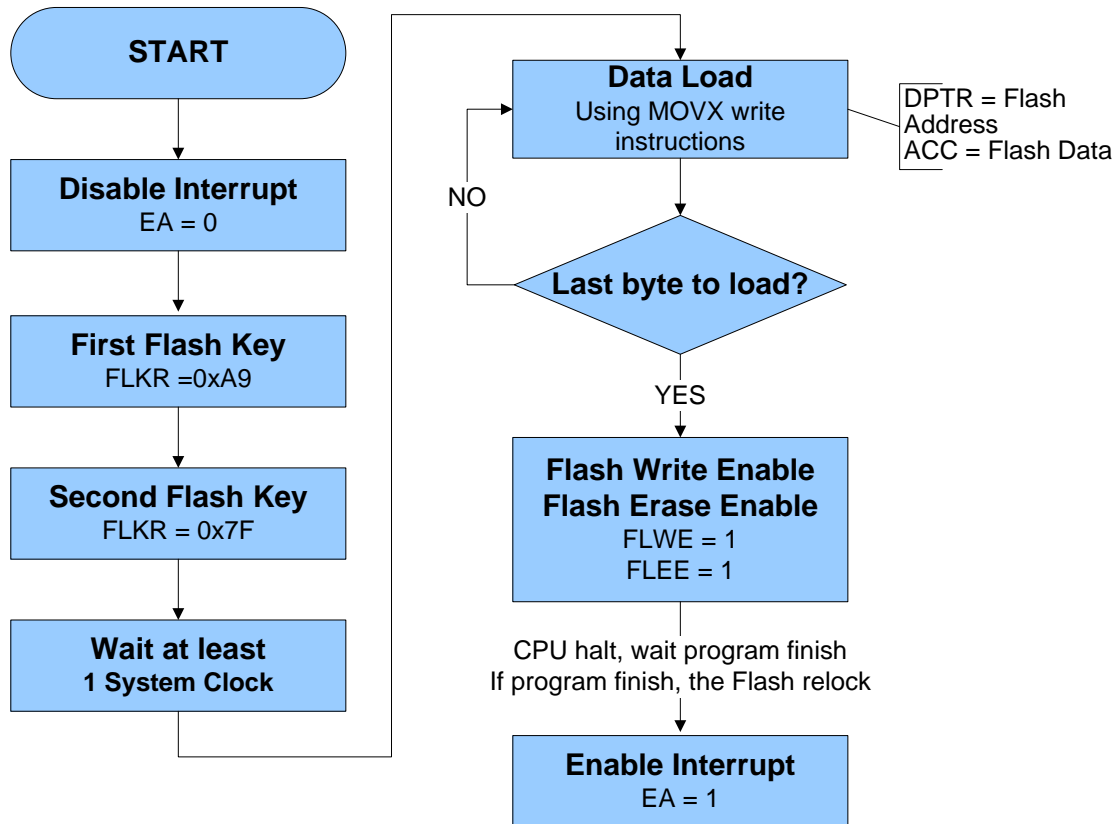 START
Disable Interrupt
EA = 0
First Flash Key
FLKR =0xA9
Second Flash Key
FLKR = 0x7F
Wait at least
1 System Clock
Data Load
Using MOVX write
instructions
DPTR = Flash
Address
ACC = Flash Data
NO
Last byte to load?
YES
Flash Write Enable
Flash Erase Enable
FLWE = 1
FLEE = 1
CPU halt, wait program finish
If program finish, the Flash relock
Enable Interrupt
EA = 1